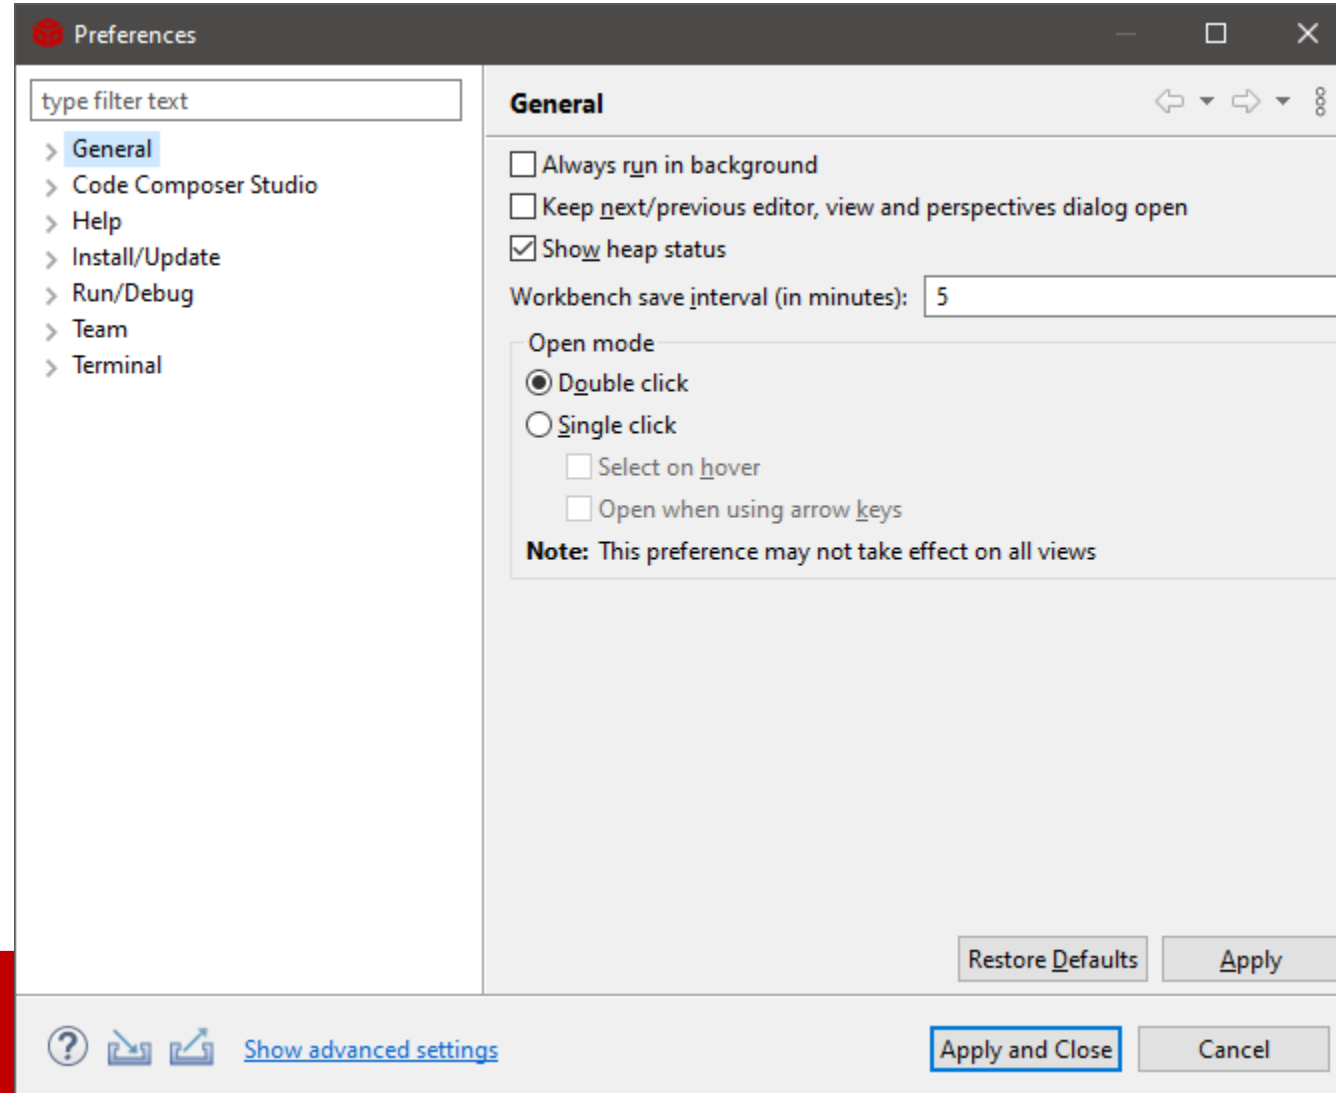 Preferences
type filter text
General
Code Composer Studio
Help
Install/Update
Run/Debug
Team
Terminal
General
Always run in background
Keep next/previous editor, view and perspectives dialog open
Show heap status
Workbench save interval (in minutes): 5
Open mode
Double click
Single click
Select on hover
Open when using arrow keys
Note: This preference may not take effect on all views
Restore Defaults Apply
? Show advanced settings Apply and Close Cancel